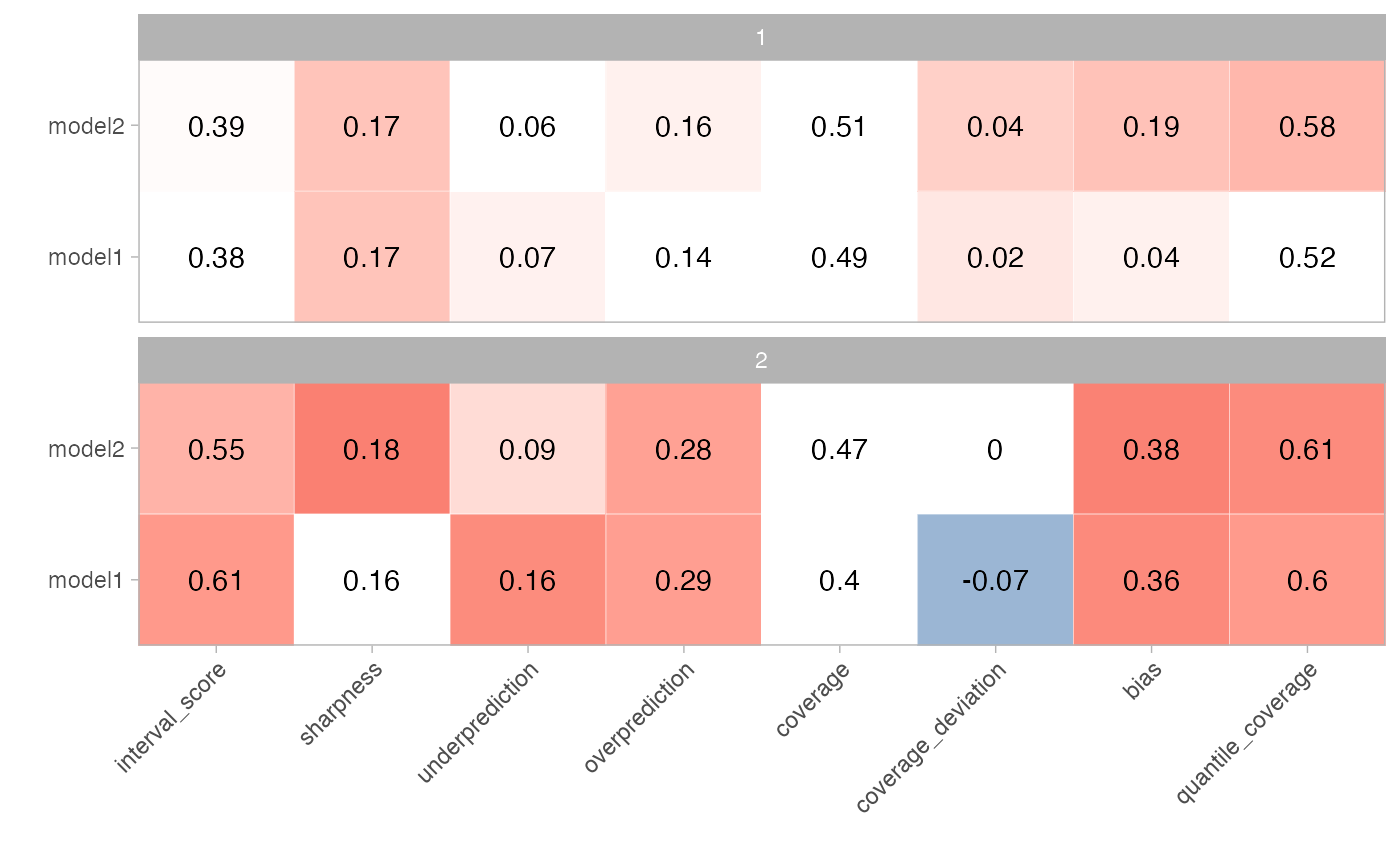 1
model2 0.39 0.17 0.06 0.16 0.51 0.04 0.19 0.58
model1 0.38 0.17 0.07 0.14 0.49 0.02 0.04 0.52
2
model2 0.55 0.18 0.09 0.28 0.47 0 0.38 0.61
model1 0.61 0.16 0.16 0.29 0.4 -0.07 0.36 0.6
interval_score sharpness underprediction overprediction coverage coverage_deviation bias quantile_coverage